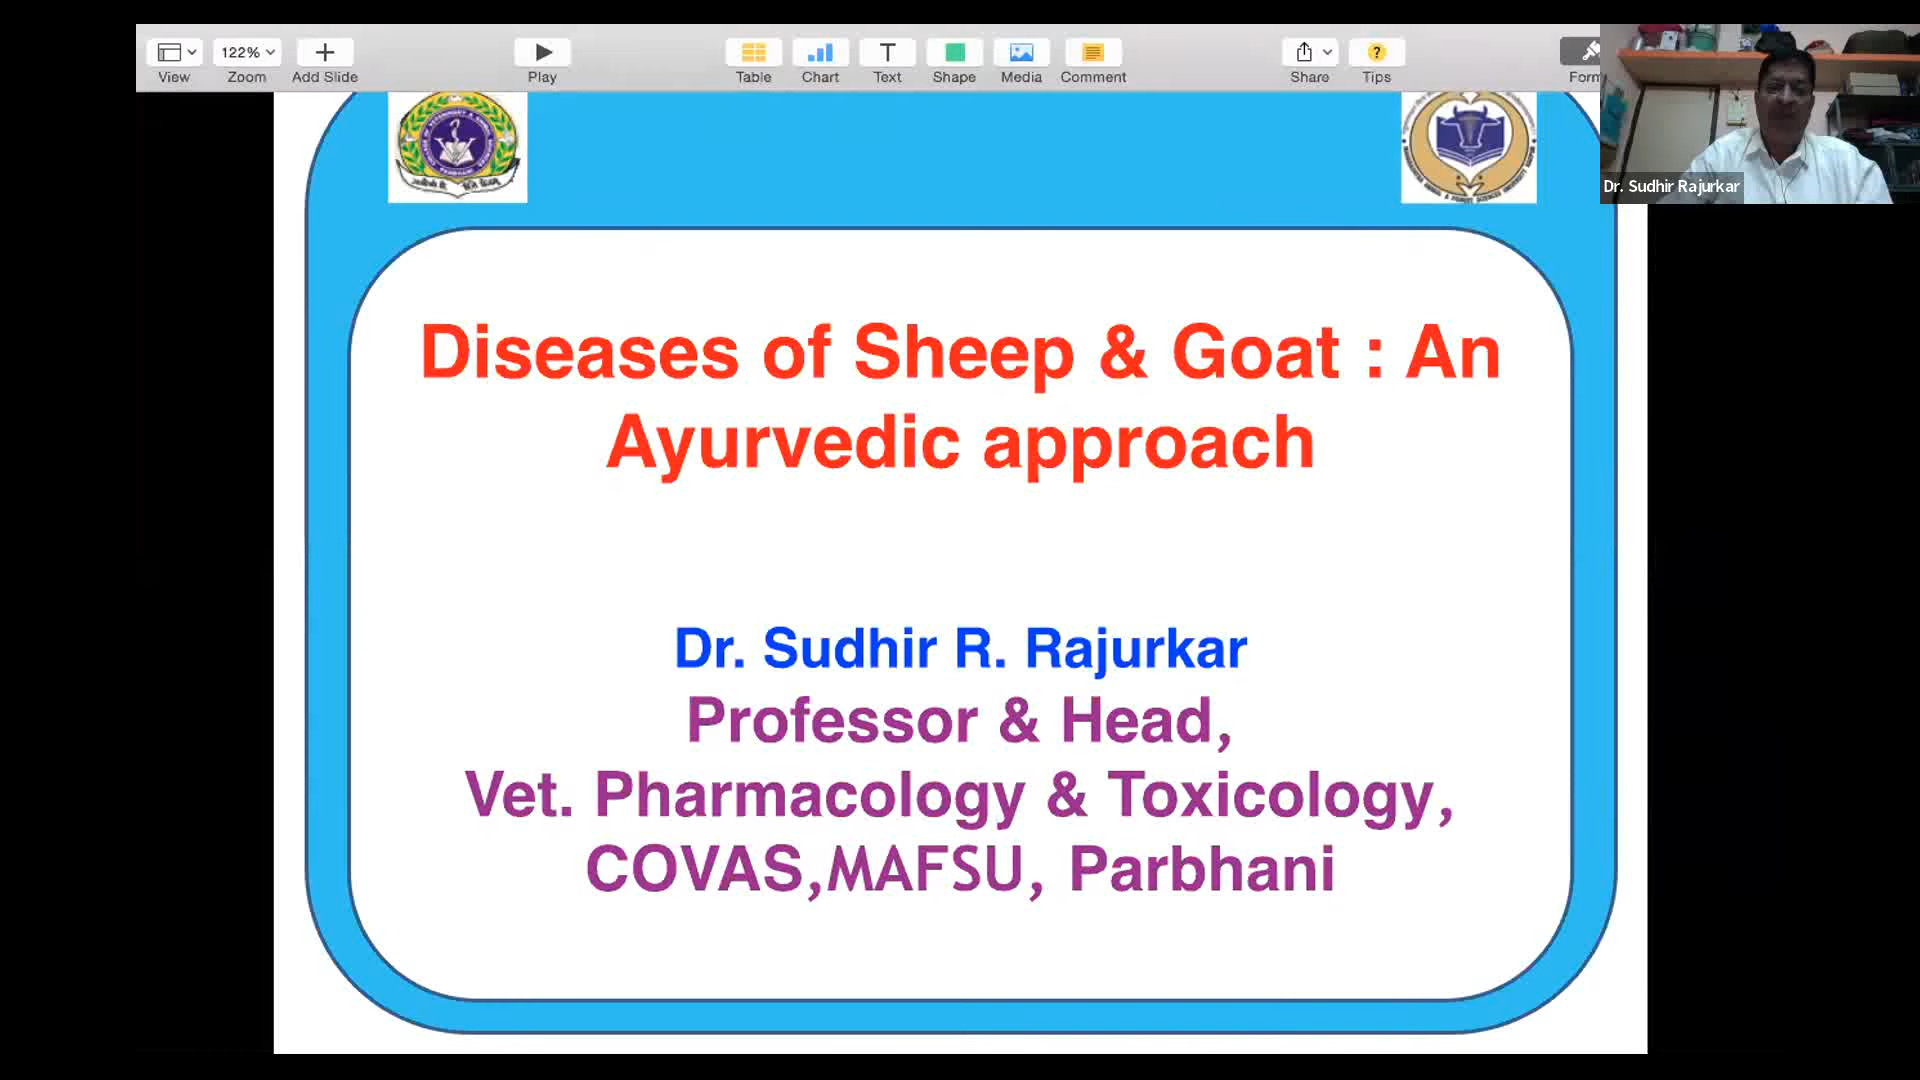 122%
View
Zoom
Add Slide
Play
Table
Chart
Text
Shape
Media
Comment
Share
Tips
Form
Dr. Sudhir Rajurkar
Diseases of Sheep & Goat : An
Ayurvedic approach
Dr. Sudhir R. Rajurkar
Professor & Head,
Vet. Pharmacology & Toxicology,
COVAS,MAFSU, Parbhani